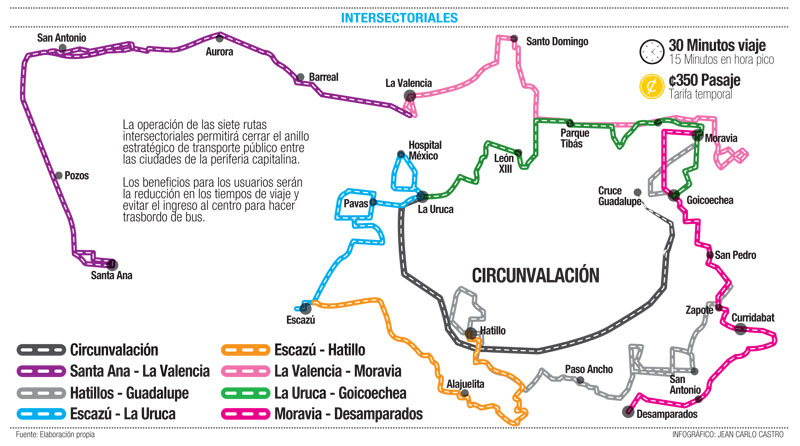 INTERSECTORIALES
San Antonio
Aurora
Barreal
La Valencia
Santo Domingo
30 Minutos viaje
15 Minutos en hora pico
₡350 Pasaje
Tarifa temporal
La operación de las siete rutas
intersectoriales permitirá cerrar el anillo
estratégico de transporte público entre
las ciudades de la periferia capitalina.
Los beneficios para los usuarios serán
la reducción en los tiempos de viaje y
evitar el ingreso al centro para hacer
trasbordo de bus.
Hospital
México
León
XIII
Parque
Tibás
Moravia
Pozos
Pavas
La Uruca
Cruce
Guadalupe
Goicoechea
Santa Ana
San Pedro
CIRCUNVALACIÓN
Escazú
Hatillo
Zapote
Curridabat
Alajuelita
Paso Ancho
San
Antonio
Desamparados
Circunvalación
Santa Ana - La Valencia
Hatillos - Guadalupe
Escazú - La Uruca
Escazú - Hatillo
La Valencia - Moravia
La Uruca - Goicoechea
Moravia - Desamparados
Fuente: Elaboración propia
INFOGRÁFICO: JEAN CARLO CASTRO